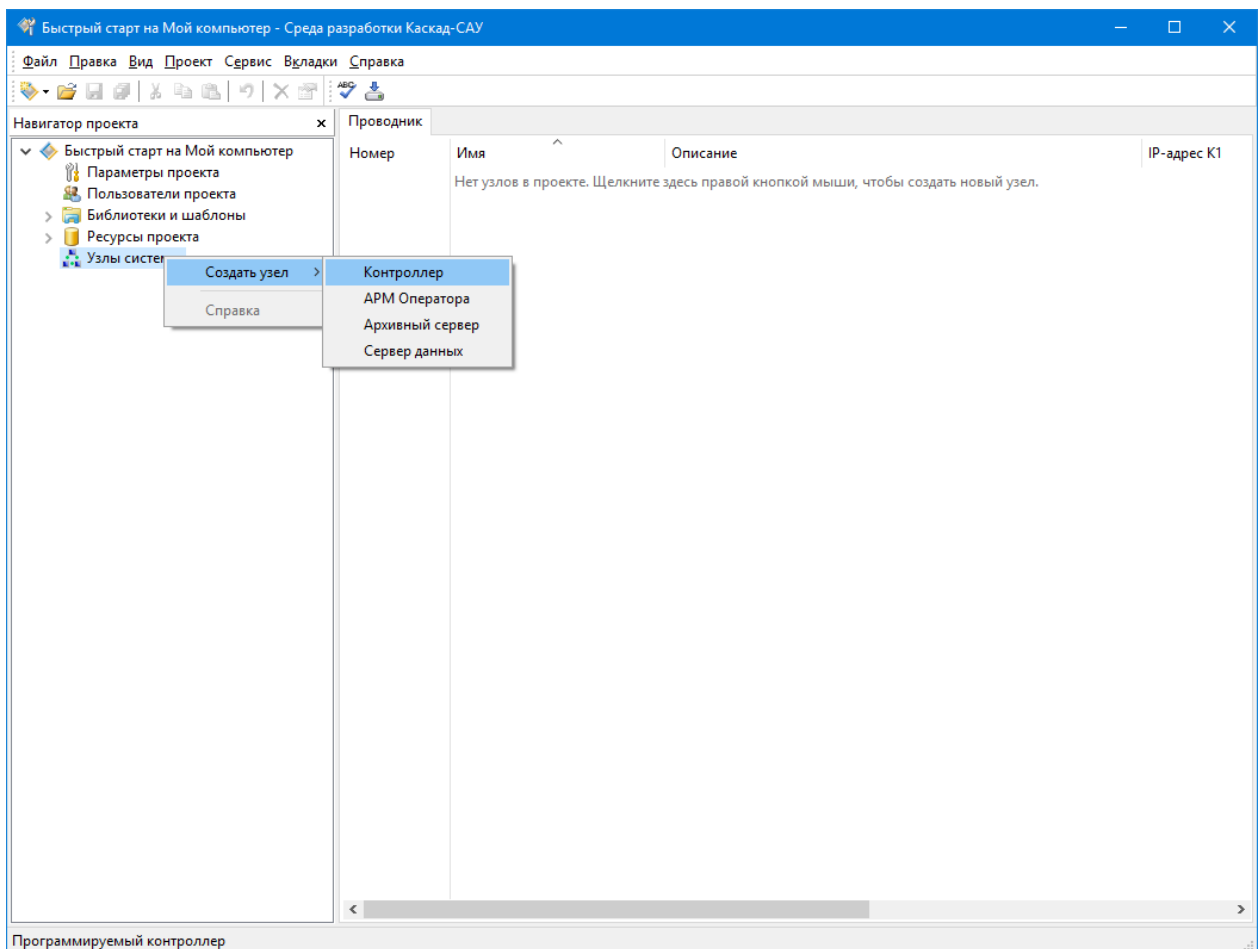 Быстрый старт на Мой компьютер - Среда разработки Каскад-САУ
Файл Правка Вид Проект Сервис Вкладки Справка
ABC
Навигатор проекта
Быстрый старт на Мой компьютер
Параметры проекта
Пользователи проекта
Библиотеки и шаблоны
Ресурсы проекта
Узлы систем
Проводник
Номер Имя Описание IP-адрес K1
Нет узлов в проекте. Щелкните здесь правой кнопкой мыши, чтобы создать новый узел.
Создать узел
Справка
Контроллер
АРМ Оператора
Архивный сервер
Сервер данных
Программируемый контроллер